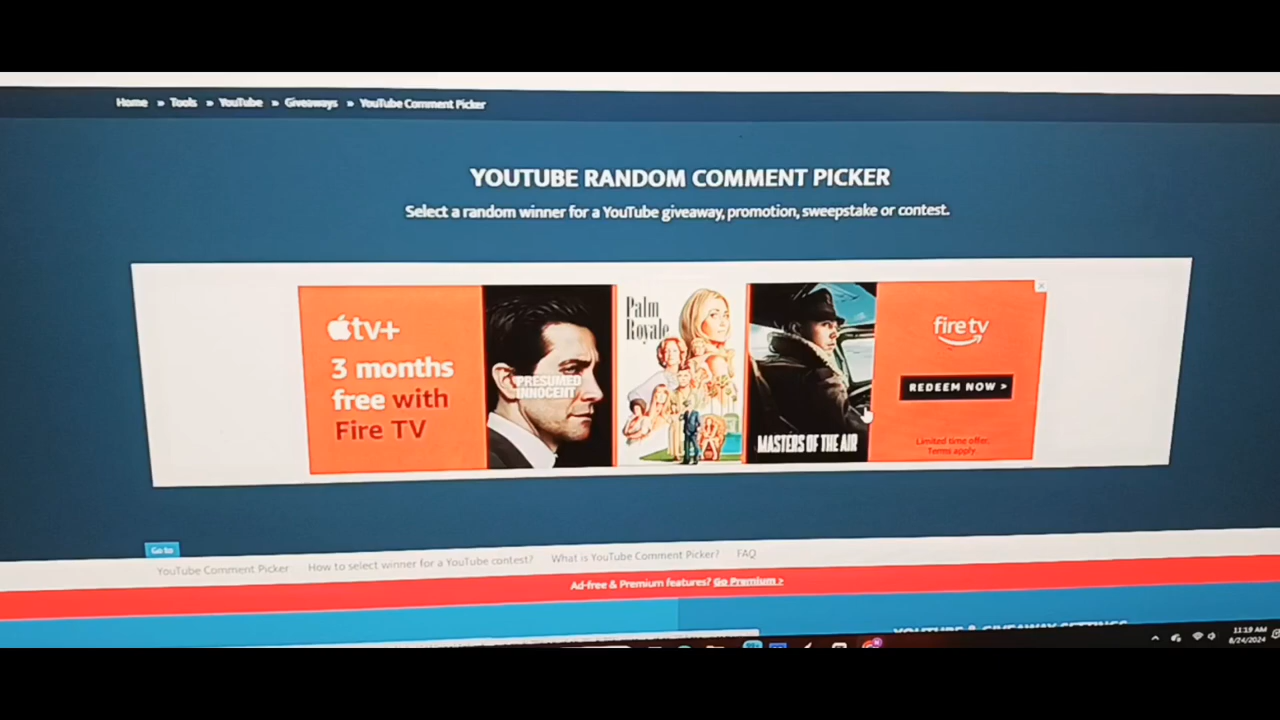 Home » Tools » YouTube » Giveaways » YouTube Comment Picker
YOUTUBE RANDOM COMMENT PICKER
Select a random winner for a YouTube giveaway, promotion, sweepstake or contest.
tv+
3 months
free with
Fire TV
PRESUMED
INNOCENT
Palm
Royale
MASTERS OF THE AIR
fire tv
REDEEM NOW >
Limited time offer.
Terms apply.
Go to
YouTube Comment Picker
How to select winner for a YouTube contest?
What is YouTube Comment Picker?
FAQ
Ad-free & Premium features? Go Premium >
YOUTUBE & GIVEAWAY SETTINGS
11:19 AM
6/24/2024